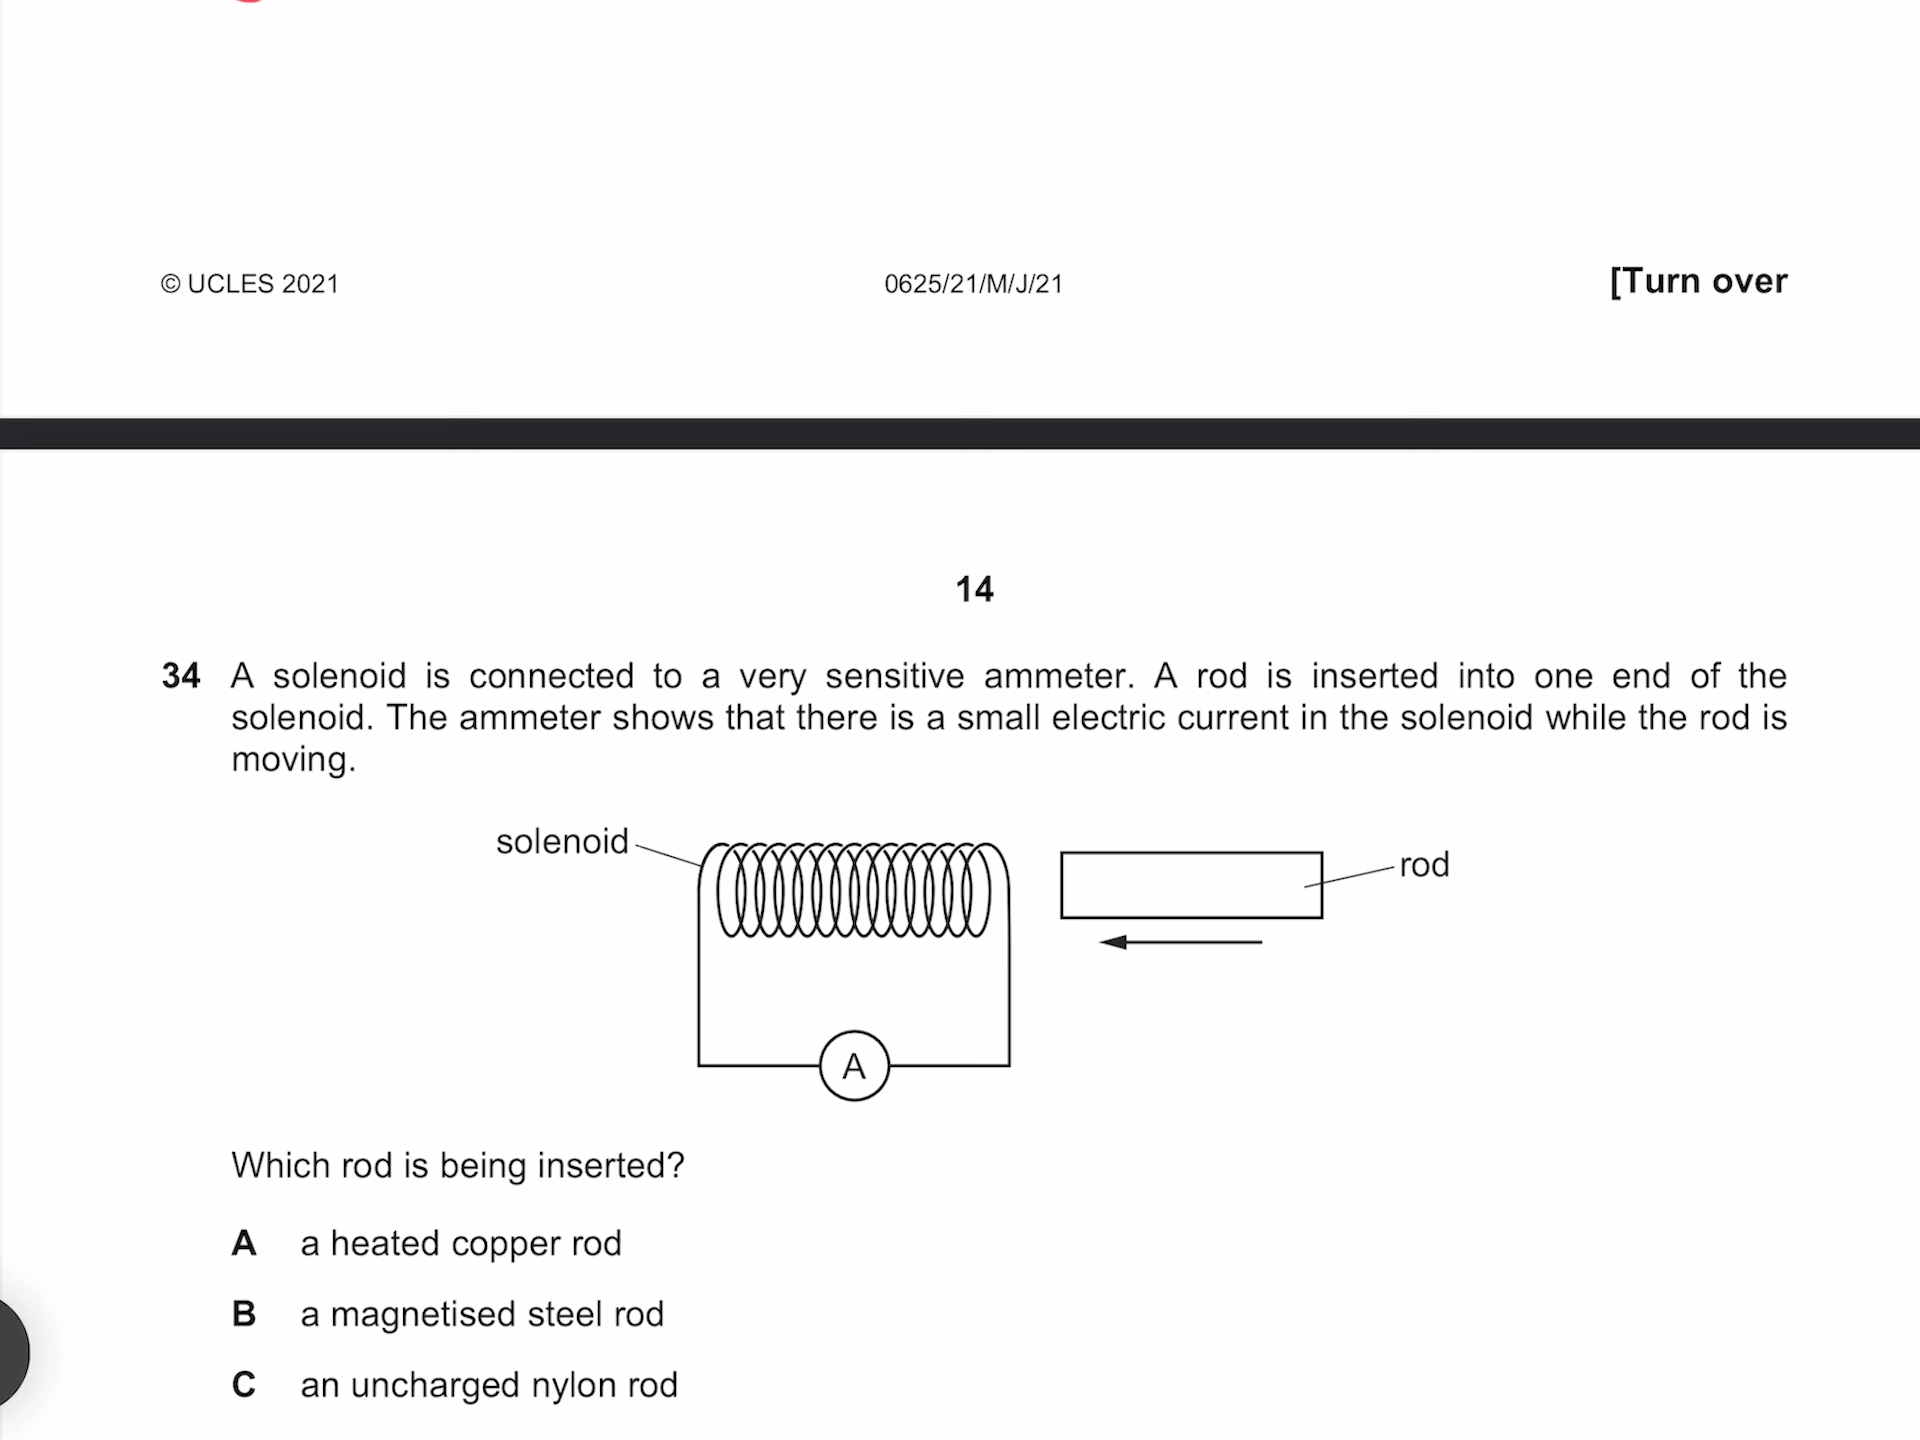 © UCLES 2021 0625/21/M/J/21 [Turn over
14
34 A solenoid is connected to a very sensitive ammeter. A rod is inserted into one end of the
solenoid. The ammeter shows that there is a small electric current in the solenoid while the rod is
moving.
solenoid
rod
A
Which rod is being inserted?
A a heated copper rod
B a magnetised steel rod
C an uncharged nylon rod